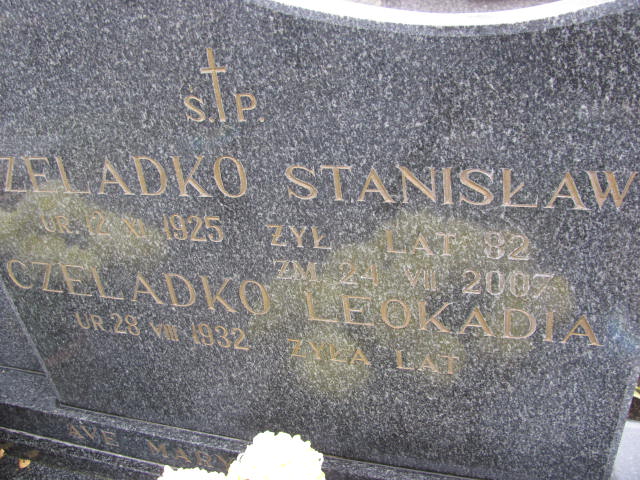 S.P.
ZELADKO STANISŁAW
UR. 12 XI 1925 ŻYŁ LAT 82
ZM. 24 VII 2007
CZELADKO LEOKADIA
UR. 28 VIII 1932 ŻYŁA LAT
AVE MARY